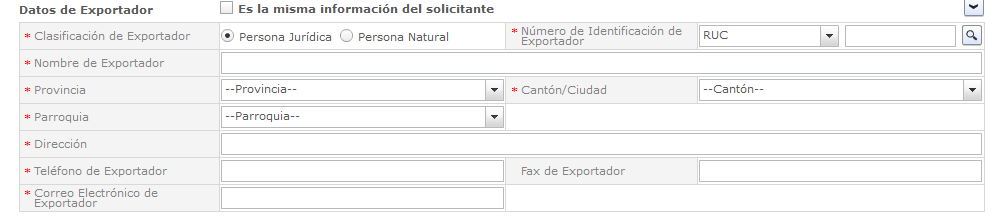 Datos de Exportador Es la misma información del solicitante
* Clasificación de Exportador Persona Jurídica Persona Natural * Número de Identificación de Exportador RUC
* Nombre de Exportador
* Provincia --Provincia-- * Cantón/Ciudad --Cantón--
* Parroquia --Parroquia--
* Dirección
* Teléfono de Exportador Fax de Exportador
* Correo Electrónico de
Exportador